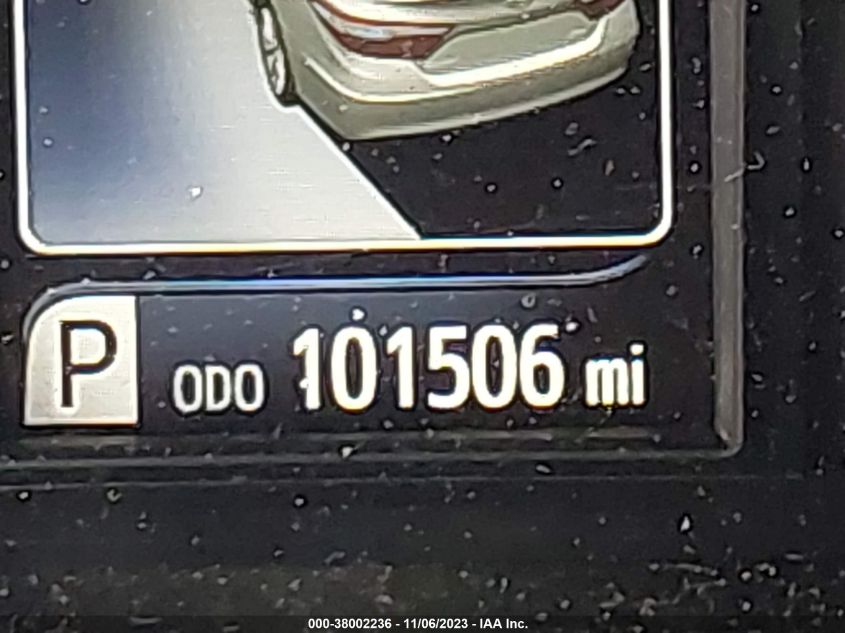 P ODO 101506 mi
000-38002236 - 11/06/2023 - IAA Inc.